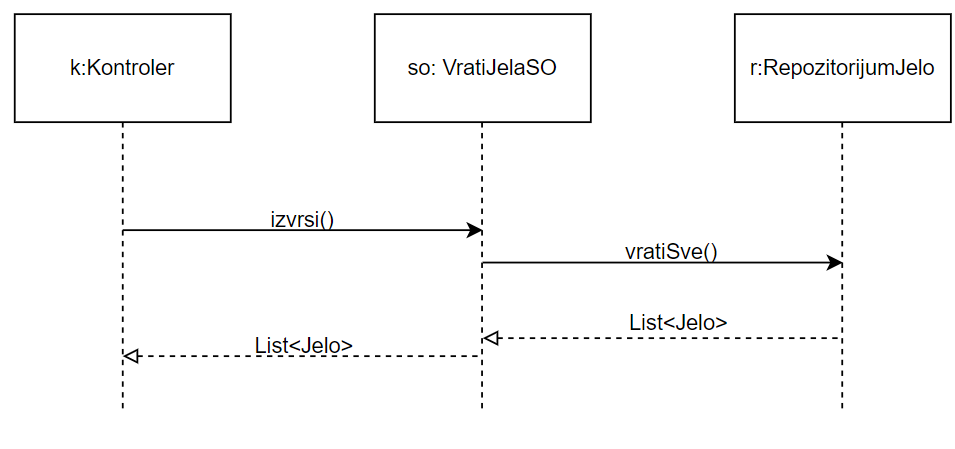 k:Kontroler
so: VratiJelaSO
r:RepozitorijumJelo
izvrsi()
vratiSve()
List<Jelo>
List<Jelo>